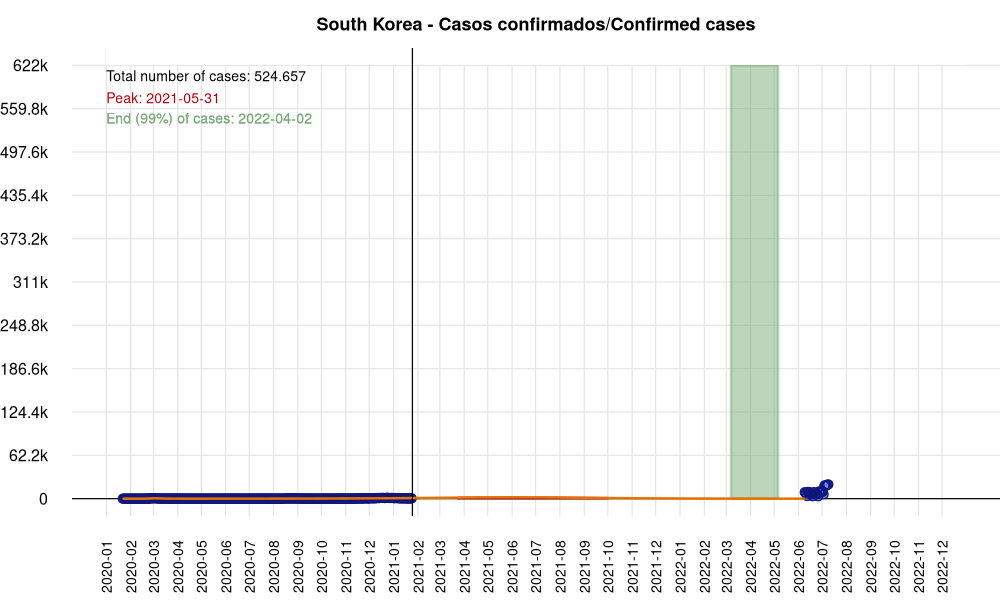 South Korea - Casos confirmados/Confirmed cases
622k
Total number of cases: 524.657
Peak: 2021-05-31
559.8k
End (99%) of cases: 2022-04-02
497.6k
435.4k
373.2k
311k
248.8k
186.6k
124.4k
62.2k
0
2020-01
2020-02
2020-03
2020-04
2020-05
2020-06
2020-07
2020-08
2020-09
2020-10
2020-11
2020-12
2021-01
2021-02
2021-03
2021-04
2021-05
2021-06
2021-07
2021-08
2021-09
2021-10
2021-11
2021-12
2022-01
2022-02
2022-03
2022-04
2022-05
2022-06
2022-07
2022-08
2022-09
2022-10
2022-11
2022-12